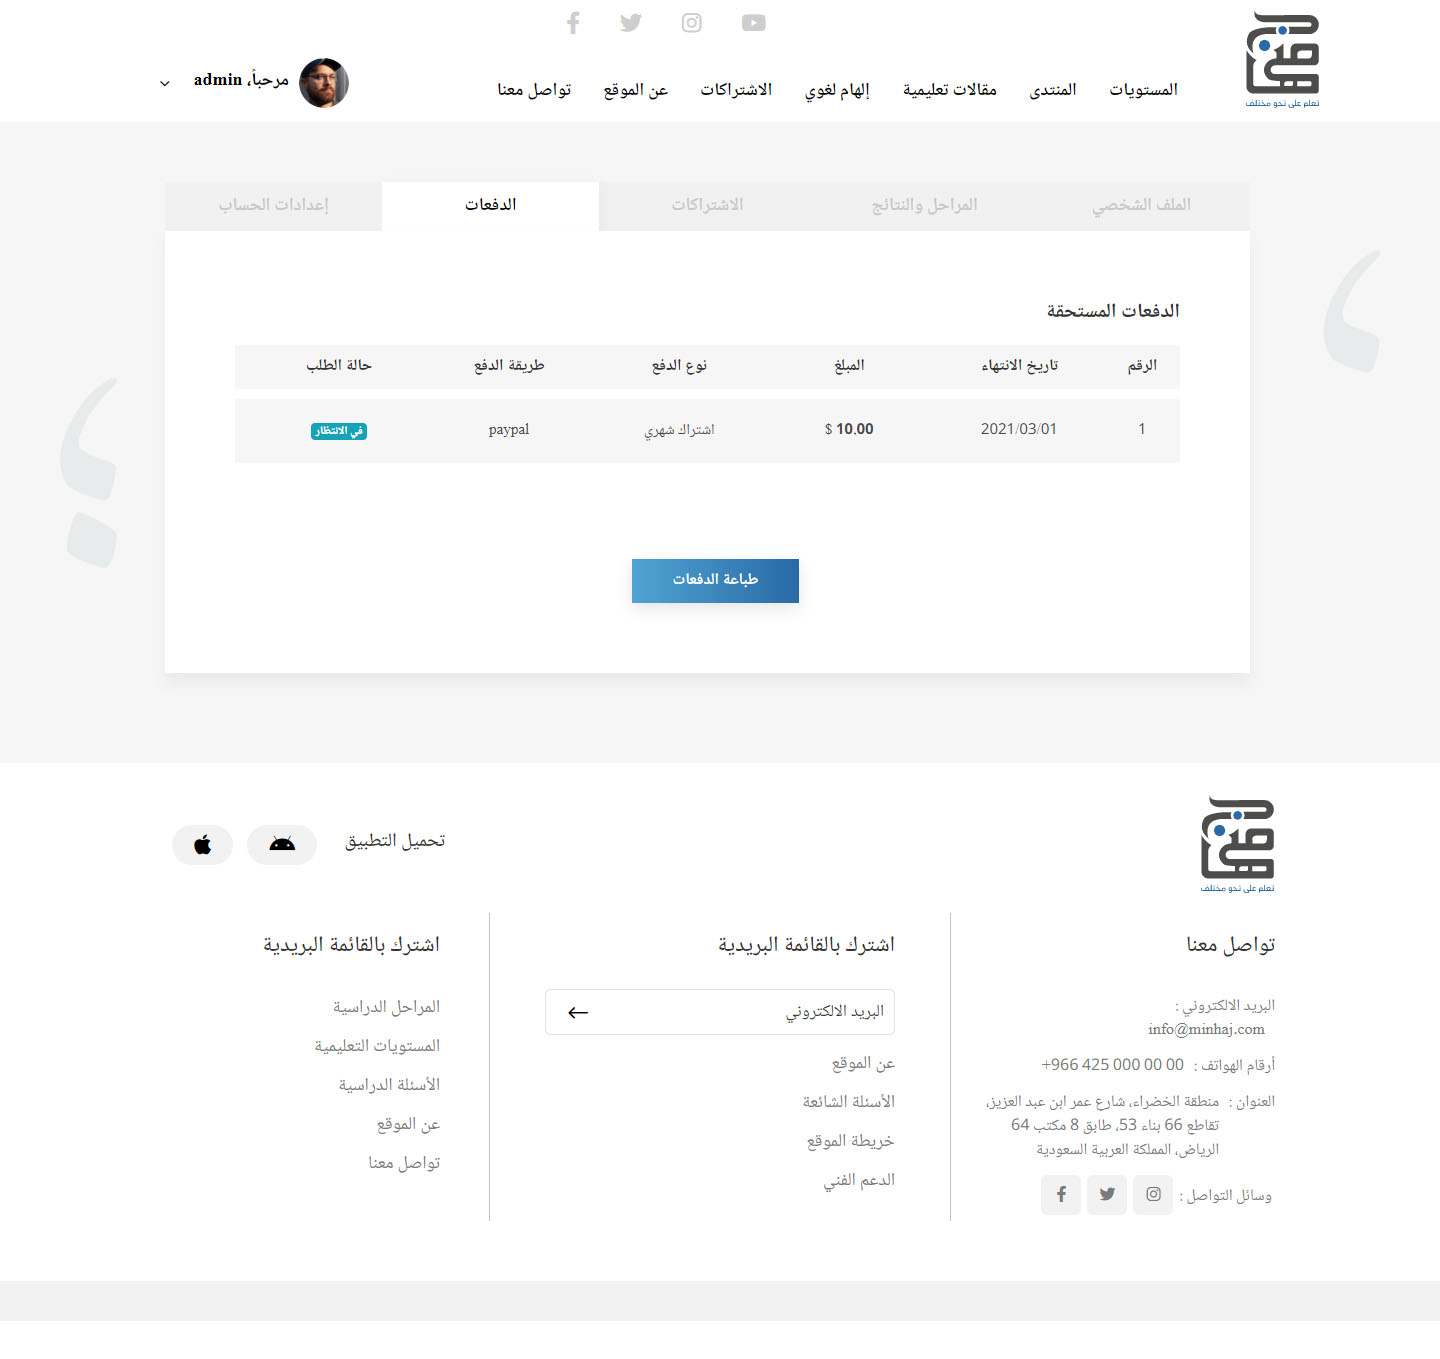 تعلم على نحو مختلف
المستويات
المنتدى
مقالات تعليمية
إلهام لغوي
الاشتراكات
عن الموقع
تواصل معنا
مرحباً، admin
الملف الشخصي
المراحل والنتائج
الاشتراكات
الدفعات
إعدادات الحساب
الدفعات المستحقة
الرقم تاريخ الانتهاء المبلغ نوع الدفع طريقة الدفع حالة الطلب
1 2021/03/01 10.00 $ اشتراك شهري paypal في الانتظار
طباعة الدفعات
تعلم على نحو مختلف
تحميل التطبيق
تواصل معنا
البريد الالكتروني :
info@minhaj.com
أرقام الهواتف : 00 00 000 425 966+
العنوان : منطقة الخضراء، شارع عمر ابن عبد العزيز،
تقاطع 66 بناء 53، طابق 8 مكتب 64
الرياض، المملكة العربية السعودية
وسائل التواصل :
اشترك بالقائمة البريدية
البريد الالكتروني
عن الموقع
الأسئلة الشائعة
خريطة الموقع
الدعم الفني
اشترك بالقائمة البريدية
المراحل الدراسية
المستويات التعليمية
الأسئلة الدراسية
عن الموقع
تواصل معنا